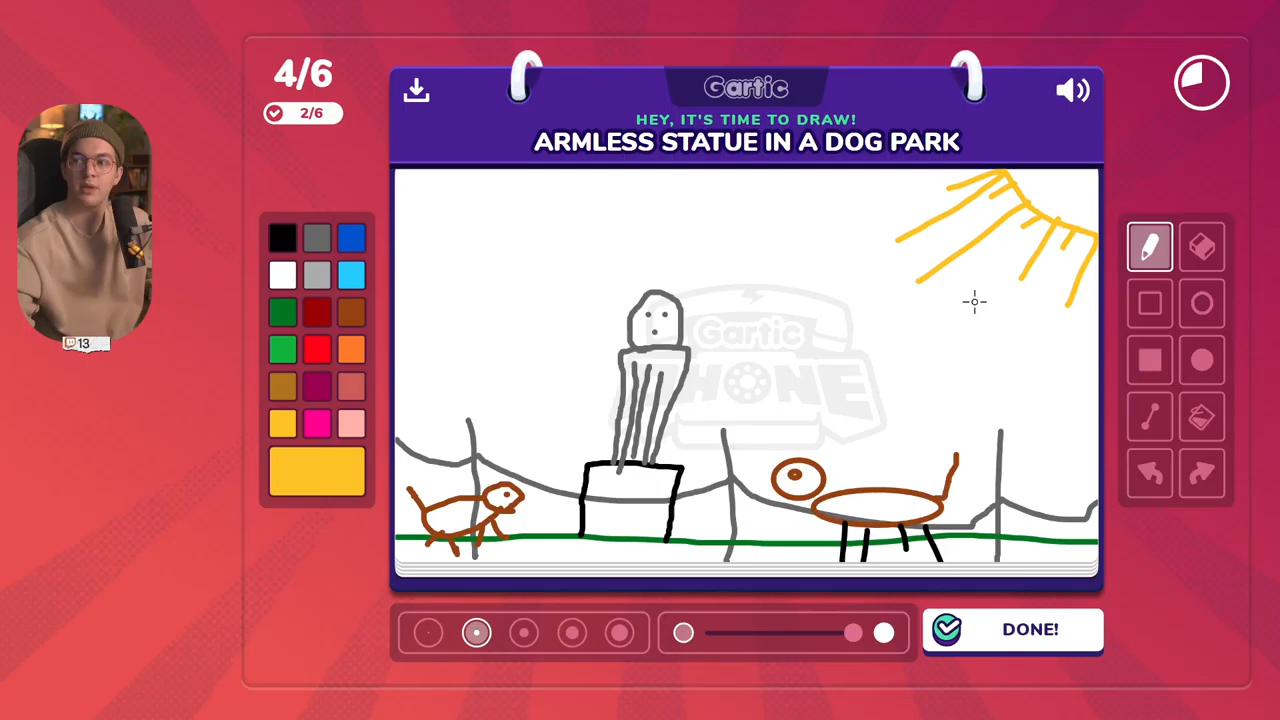 4/6
2/6
Gartic
HEY, IT'S TIME TO DRAW!
ARMLESS STATUE IN A DOG PARK
13
Gartic
PHONE
DONE!